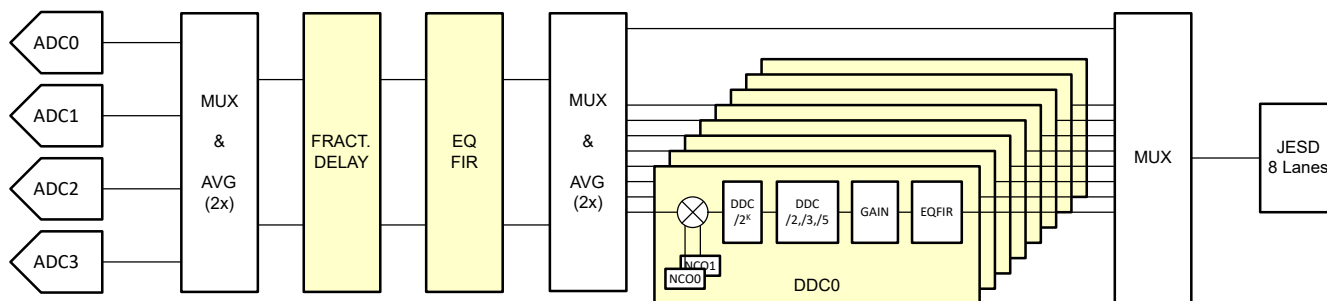 ADC0
ADC1
ADC2
ADC3
MUX
&
AVG
(2x)
FRACT.
DELAY
EQ
FIR
MUX
&
AVG
(2x)
DDC
/2ᴷ
DDC
/2,/3,/5
GAIN
EQFIR
NCO1
NCO0
DDC0
MUX
JESD
8 Lanes